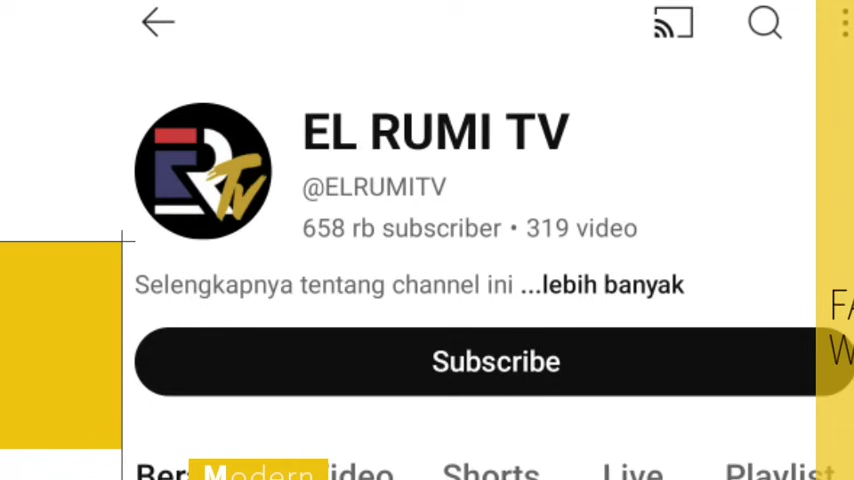 EL RUMI TV
@ELRUMITV
658 rb subscriber • 319 video
Selengkapnya tentang channel ini ...lebih banyak
Subscribe
Shorts Live Playlist
Modern